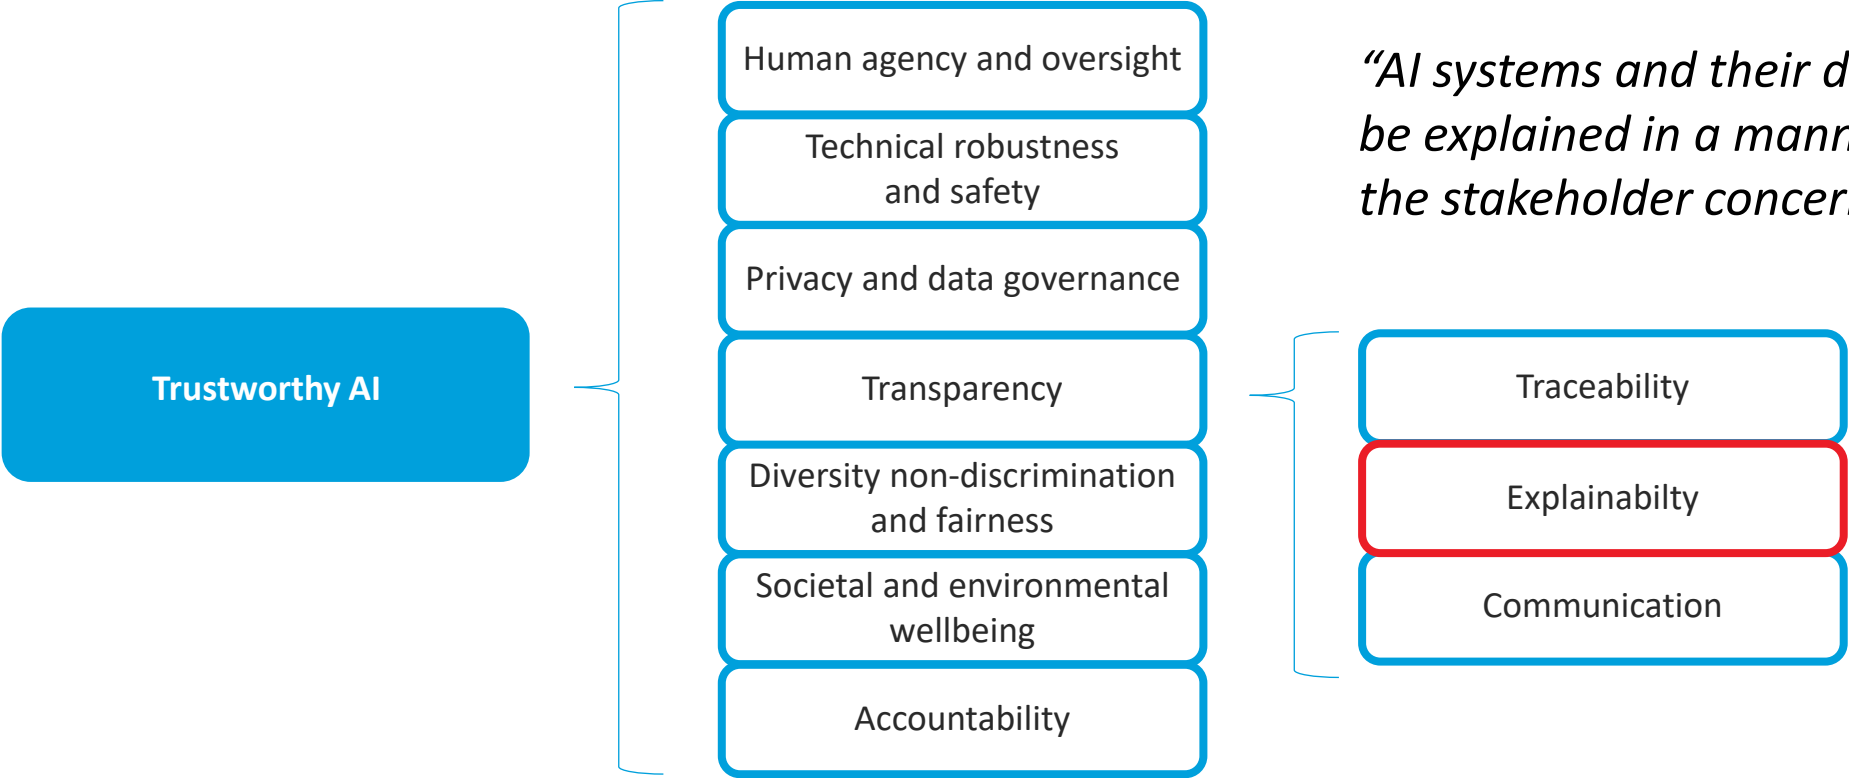 Trustworthy AI
Human agency and oversight
Technical robustness
and safety
Privacy and data governance
Transparency
Diversity non-discrimination
and fairness
Societal and environmental
wellbeing
Accountability
“AI systems and their
be explained in a
the stakeholder
Traceability
Explainabilty
Communication